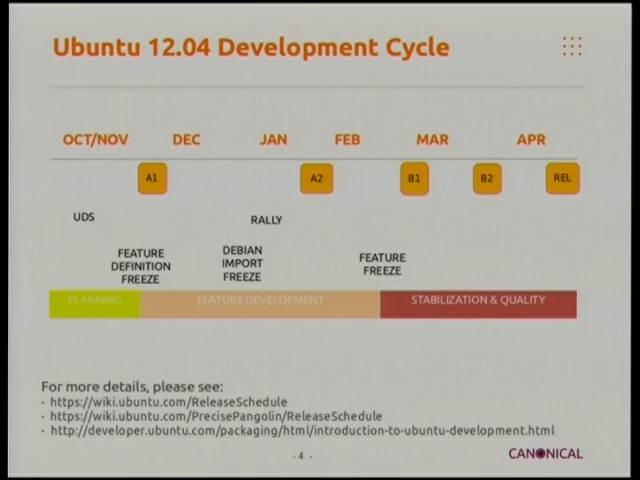 Ubuntu 12.04 Development Cycle
OCT/NOV DEC JAN FEB MAR APR
A1 A2 B1 B2 REL
UDS RALLY
FEATURE DEFINITION FREEZE
DEBIAN IMPORT FREEZE
FEATURE FREEZE
PLANNING FEATURE DEVELOPMENT STABILIZATION & QUALITY
For more details, please see:
- https://wiki.ubuntu.com/ReleaseSchedule
- https://wiki.ubuntu.com/PrecisePangolin/ReleaseSchedule
- http://developer.ubuntu.com/packaging/html/introduction-to-ubuntu-development.html
- 4 -
CANONICAL